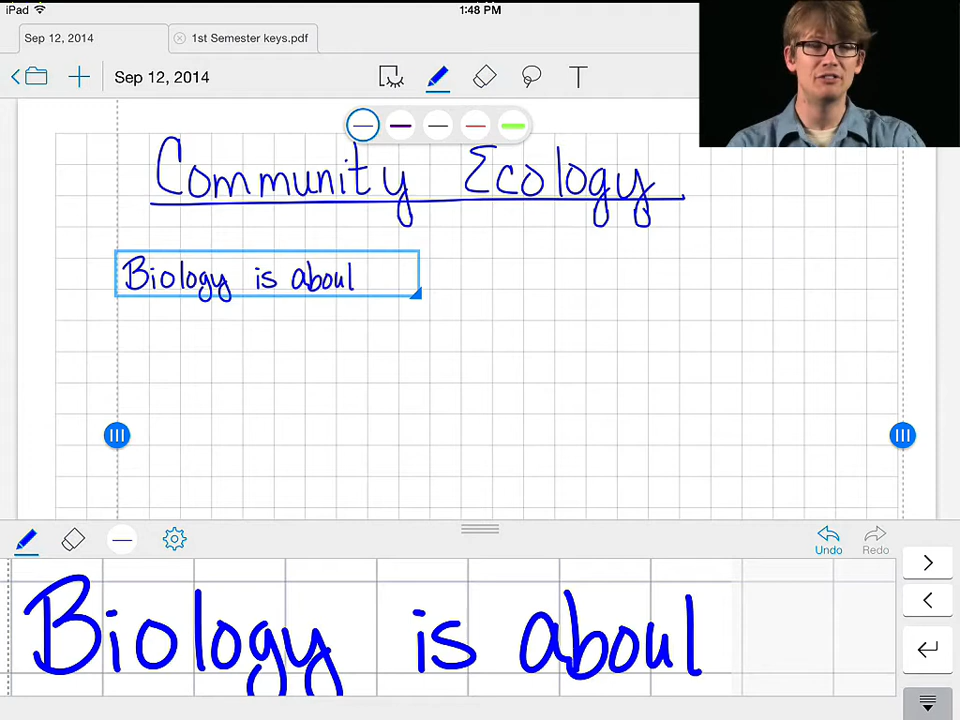 iPad 1:48 PM
Sep 12, 2014 1st Semester keys.pdf
Sep 12, 2014 T
Community Ecology
Biology is aboul
Undo Redo
Biology is aboul